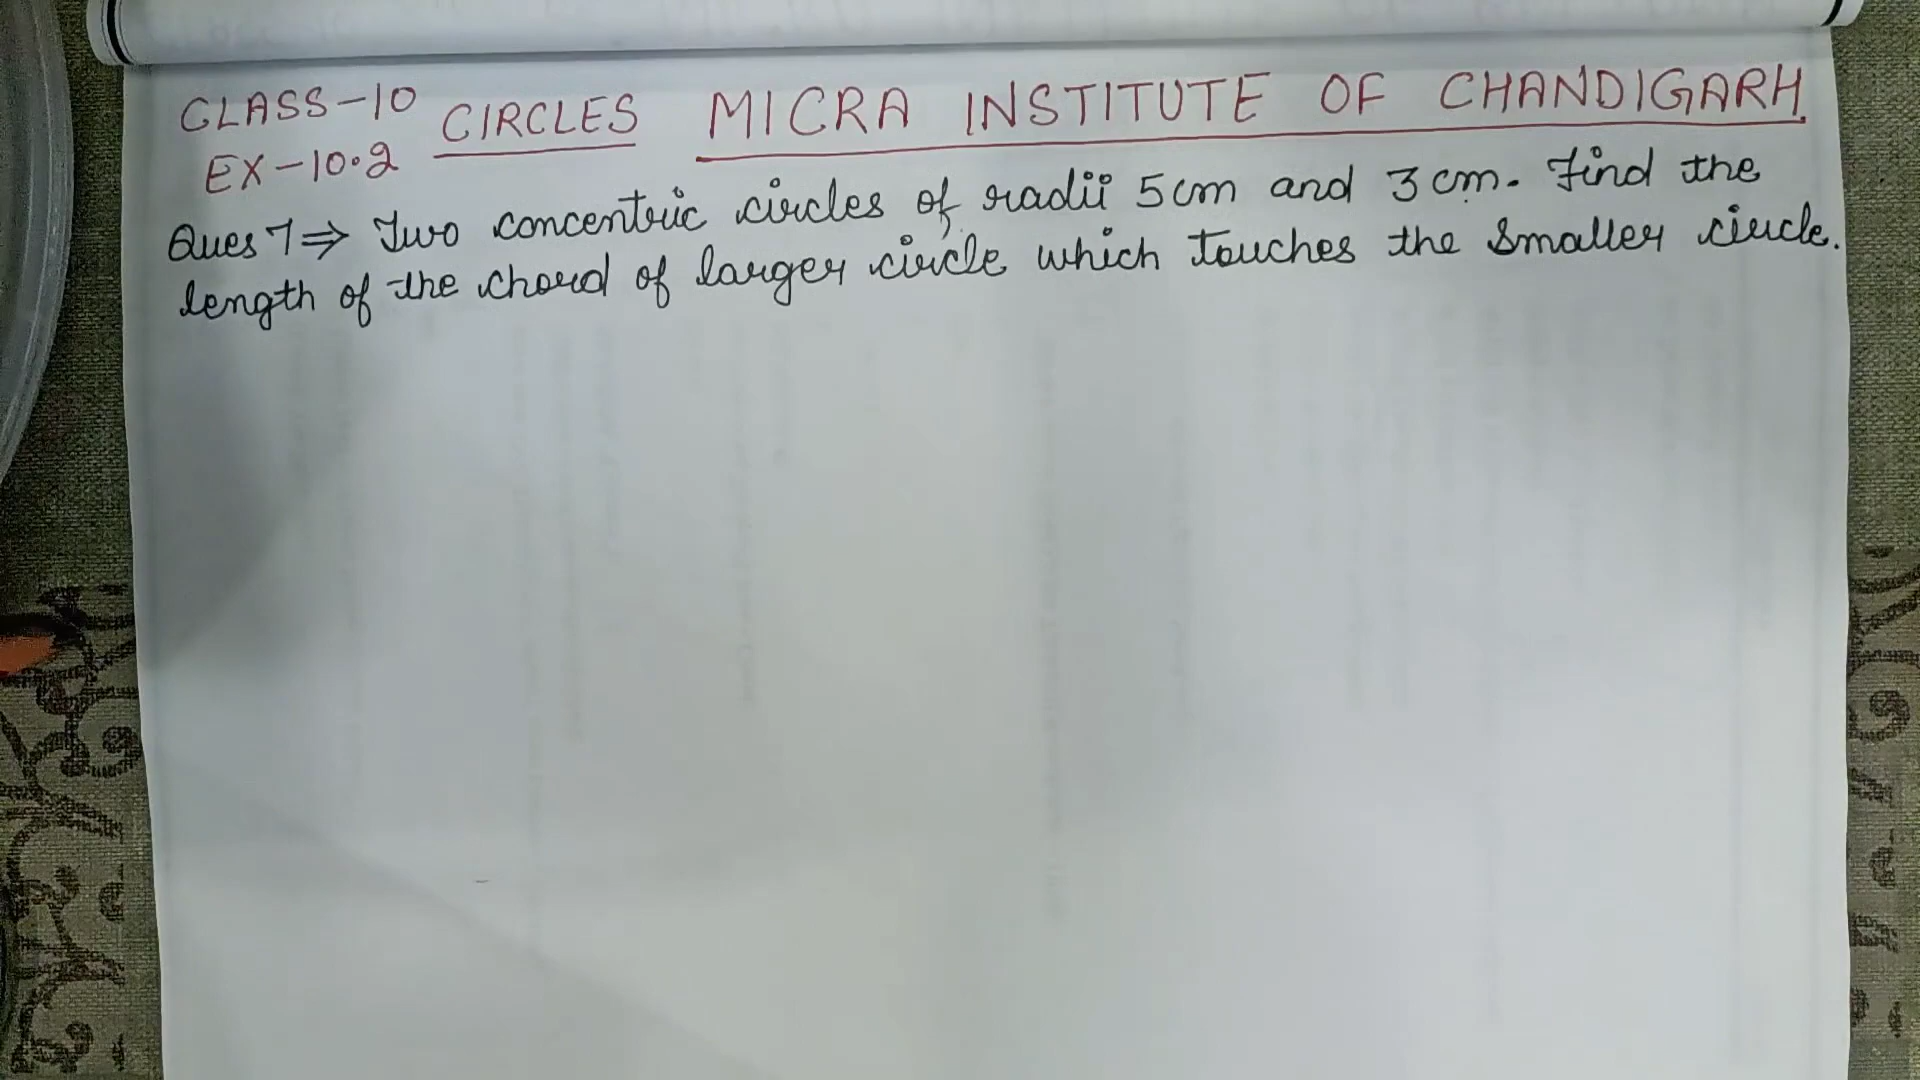 CLASS-10 CIRCLES MICRA INSTITUTE OF CHANDIGARH.
EX-10.2
Ques 7⇒ Two concentric circles of radii 5cm and 3cm. Find the
length of the chord of larger circle which touches the smaller circle.